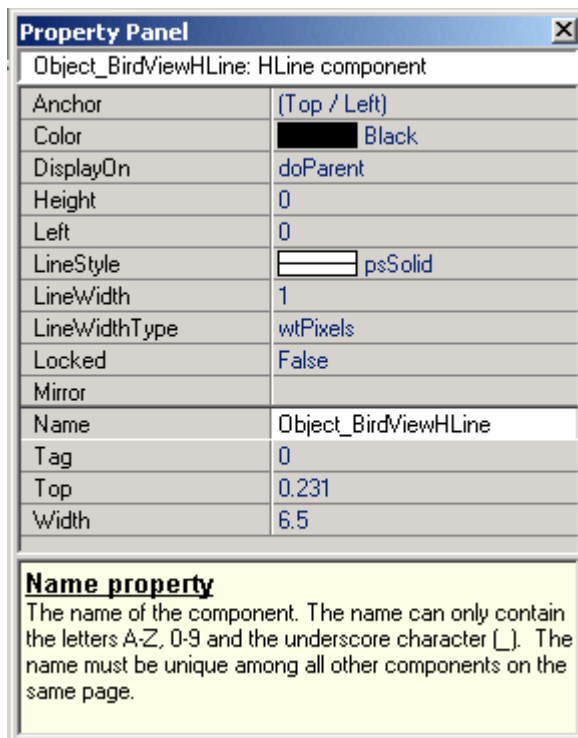 Property Panel
Object_BirdViewHLine: HLine component
Anchor (Top / Left)
Color Black
DisplayOn doParent
Height 0
Left 0
LineStyle psSolid
LineWidth 1
LineWidthType wtPixels
Locked False
Mirror
Name Object_BirdViewHLine
Tag 0
Top 0.231
Width 6.5
Name property
The name of the component. The name can only contain
the letters A-Z, 0-9 and the underscore character (_). The
name must be unique among all other components on the
same page.